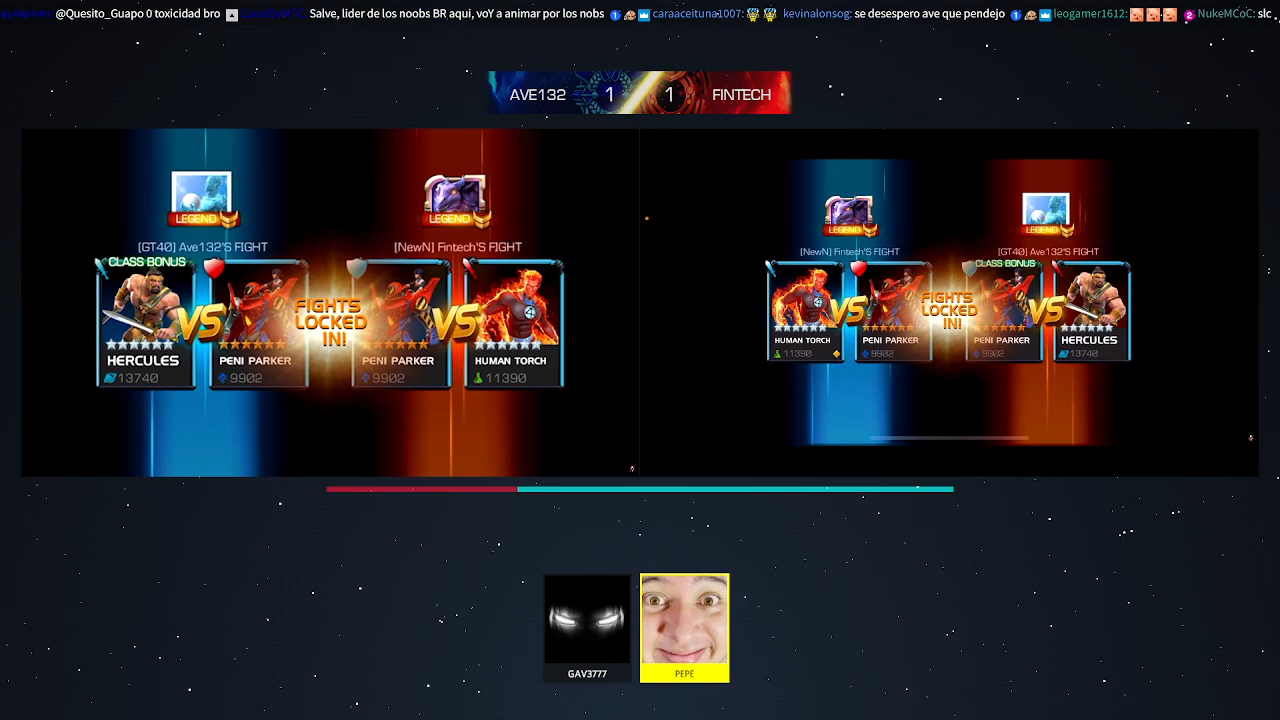 @Quesito_Guapo 0 toxicidad bro Salve, lider de los noobs BR aqui, voY a animar por los nobs caraaceituna1007: kevinalonsog: se desespero ave que pendejo leogamer1612: NukeMCoC: slc
AVE132 1 1 FINTECH
LEGEND LEGEND
[GT40] Ave132'S FIGHT [NewN] Fintech'S FIGHT
CLASS BONUS
VS FIGHTS LOCKED IN! VS
HERCULES PENI PARKER PENI PARKER HUMAN TORCH
13740 9902 9902 11390
LEGEND LEGEND
[NewN] Fintech'S FIGHT [GT40] Ave132'S FIGHT
CLASS BONUS
VS FIGHTS LOCKED IN! VS
HUMAN TORCH PENI PARKER PENI PARKER HERCULES
11390 9902 9902 13740
GAV3777 PEPE